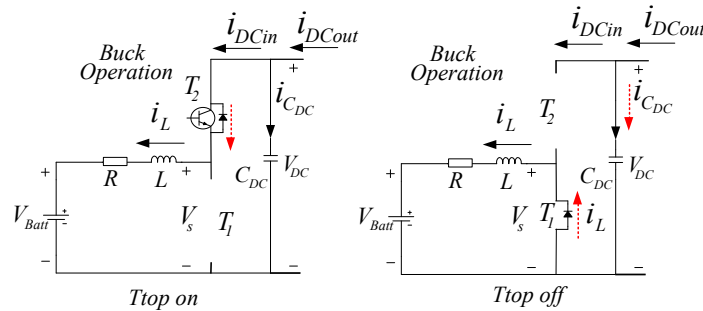 i_DCin i_DCout
Buck
Operation
T_2
i_C_DC
i_L
+
+
+
R L
C_DC
V_DC
V_Batt
+
-
V_s
T_1
−
−
−
Ttop on
i_DCin i_DCout
Buck
Operation
T_2
i_C_DC
i_L
+
+
+
R L
C_DC
V_DC
V_Batt
+
-
V_s
T_1
i_L
−
−
−
Ttop off